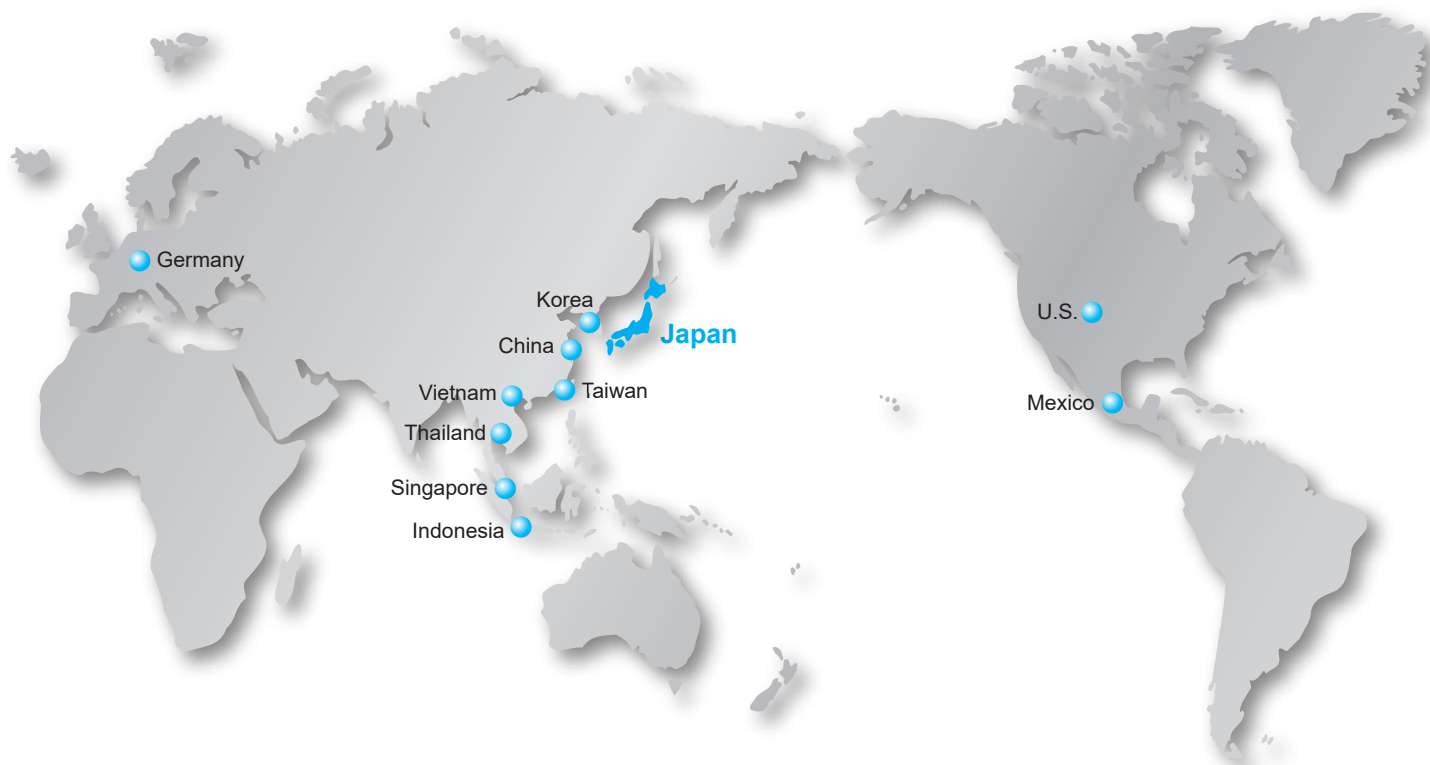 Germany
Korea
U.S.
Japan
China
Vietnam
Taiwan
Mexico
Thailand
Singapore
Indonesia